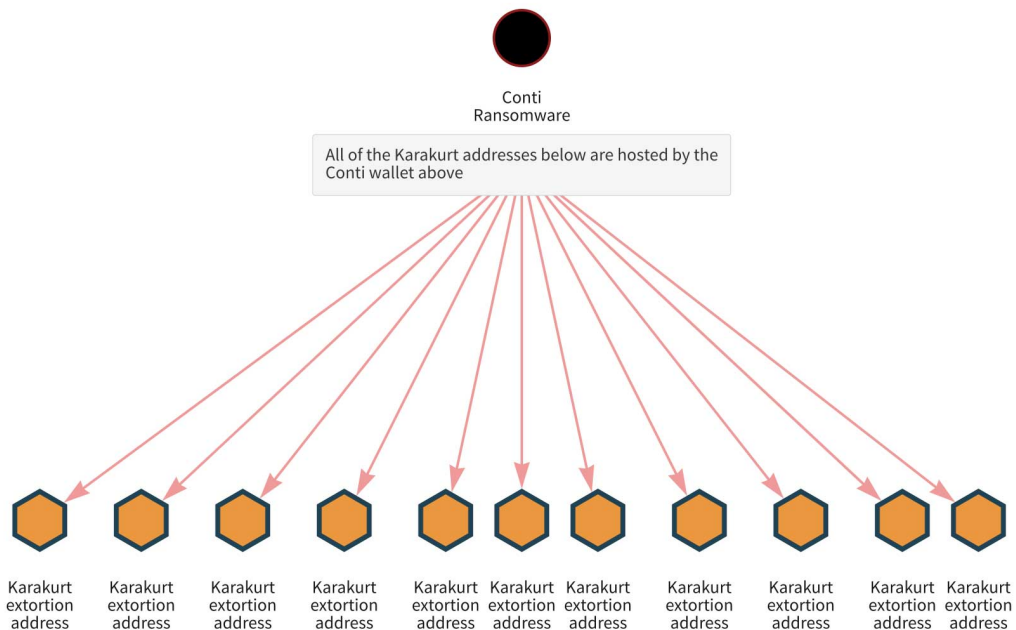 Conti
Ransomware
All of the Karakurt addresses below are hosted by the
Conti wallet above
Karakurt Karakurt Karakurt Karakurt Karakurt Karakurt Karakurt Karakurt Karakurt Karakurt Karakurt
extortion extortion extortion extortion extortion extortion extortion extortion extortion extortion extortion
address address address address address address address address address address address